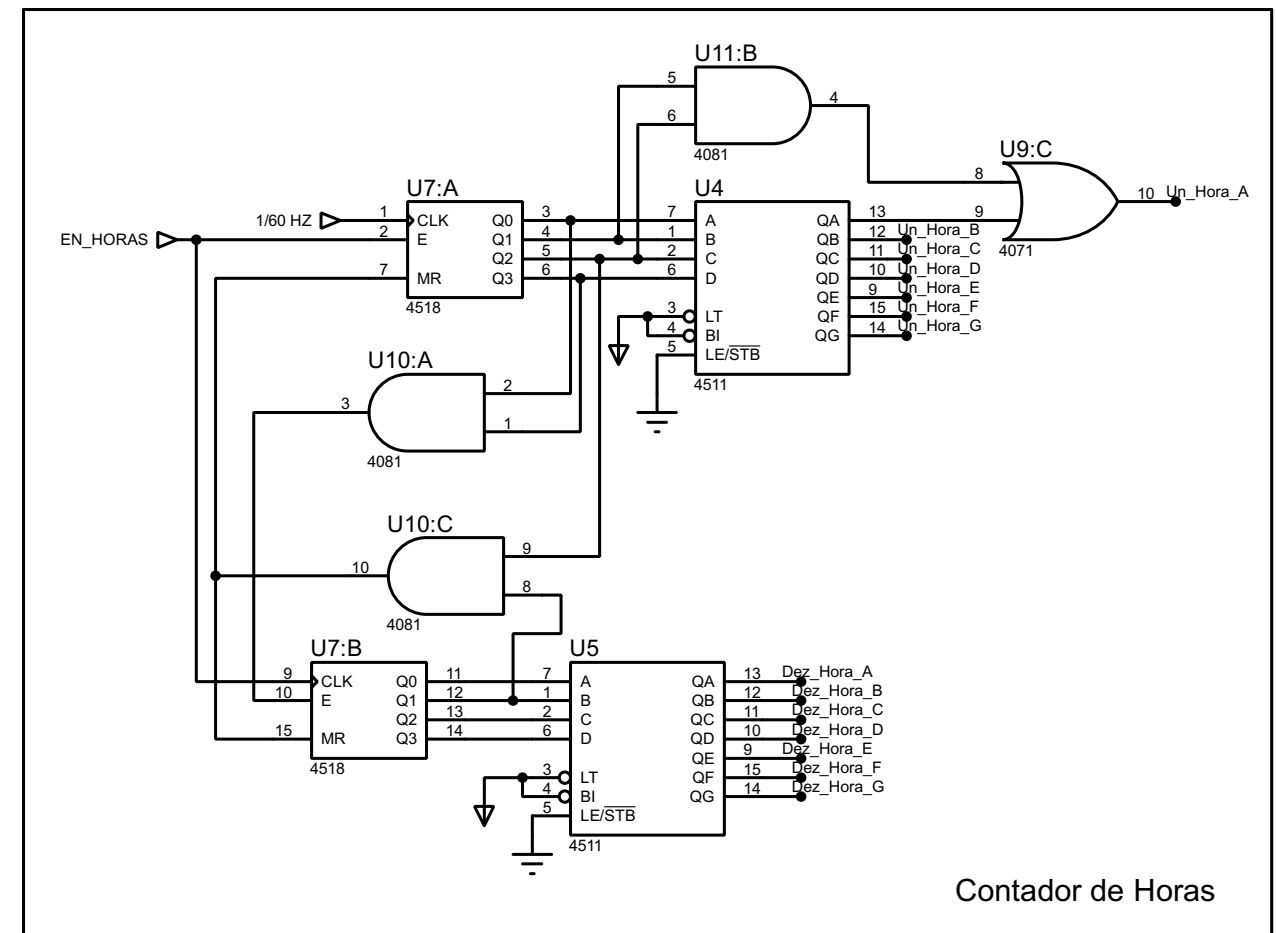 U11:B
5
6
4
4081
U9:C
8
9
10
Un_Hora_A
4071
U7:A
1/60 HZ
EN_HORAS
1
2
7
CLK
E
MR
Q0
Q1
Q2
Q3
3
4
5
6
4518
U4
7
1
2
6
3
4
5
A
B
C
D
LT
BI
LE/STB
QA
QB
QC
QD
QE
QF
QG
13
12
11
10
9
15
14
Un_Hora_B
Un_Hora_C
Un_Hora_D
Un_Hora_E
Un_Hora_F
Un_Hora_G
4511
U10:A
3
2
1
4081
U10:C
10
9
8
4081
U7:B
9
10
15
CLK
E
MR
Q0
Q1
Q2
Q3
11
12
13
14
4518
U5
7
1
2
6
3
4
5
A
B
C
D
LT
BI
LE/STB
QA
QB
QC
QD
QE
QF
QG
13
12
11
10
9
15
14
Dez_Hora_A
Dez_Hora_B
Dez_Hora_C
Dez_Hora_D
Dez_Hora_E
Dez_Hora_F
Dez_Hora_G
4511
Contador de Horas